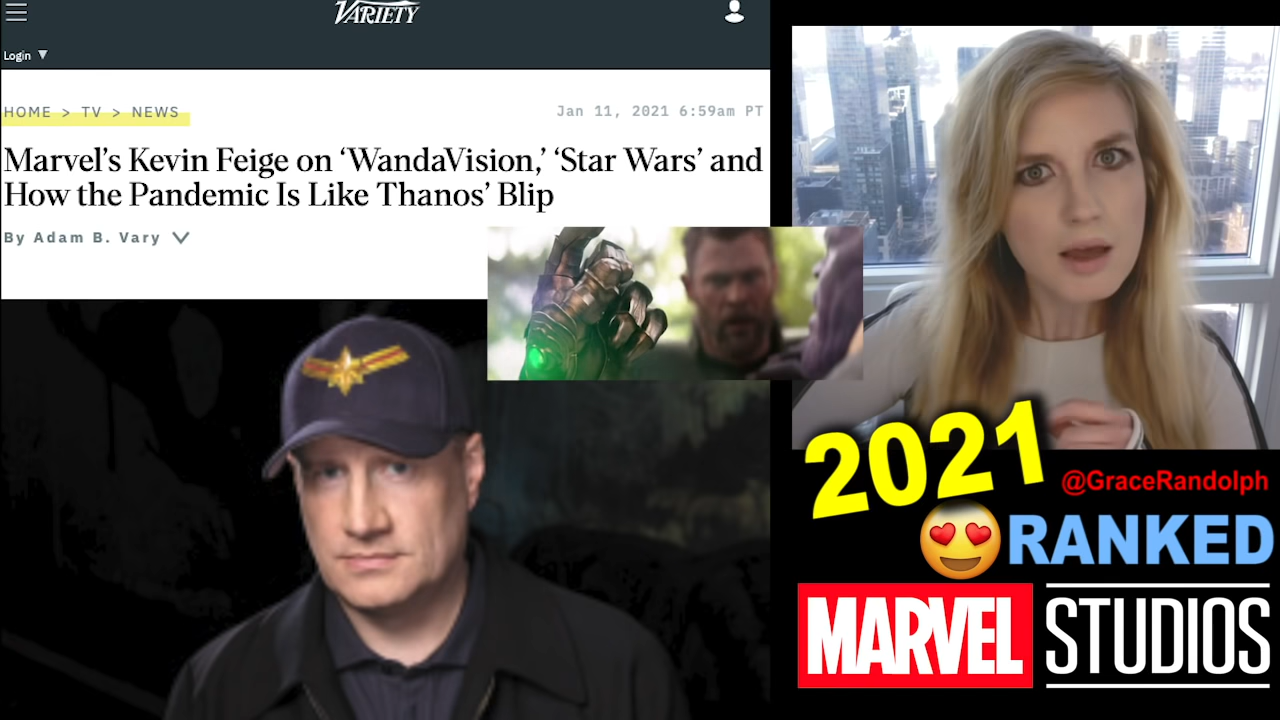 VARIETY
Login ▼
HOME > TV > NEWS
Jan 11, 2021 6:59am PT
Marvel’s Kevin Feige on ‘WandaVision,’ ‘Star Wars’ and
How the Pandemic Is Like Thanos’ Blip
By Adam B. Vary
2021
@GraceRandolph
RANKED
MARVEL STUDIOS